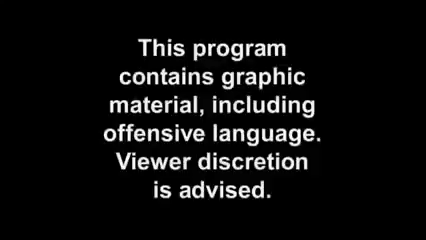 This program
contains graphic
material, including
offensive language.
Viewer discretion
is advised.